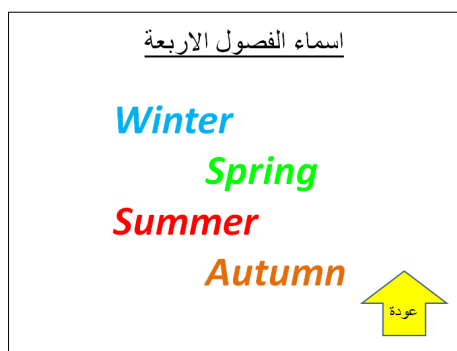 اسماء الفصول الاربعة
Winter
Spring
Summer
Autumn
عودة